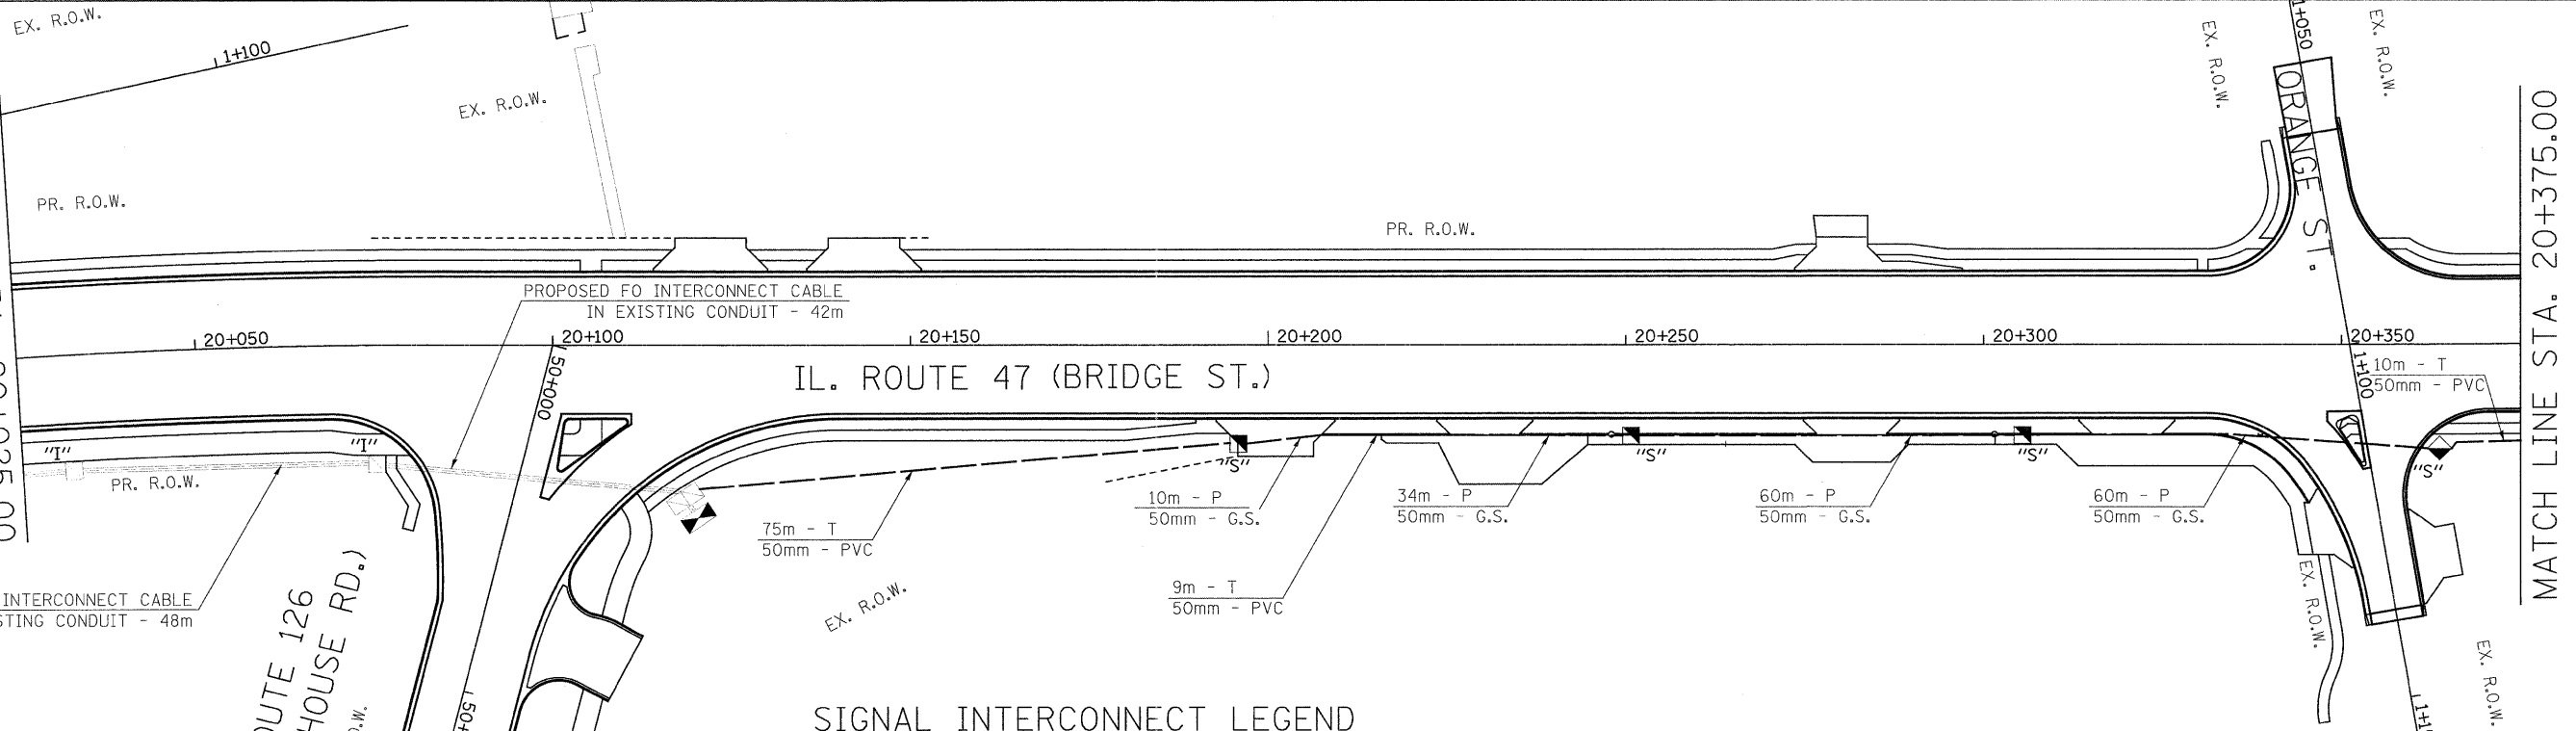 EX. R.O.W.
1+100
EX. R.O.W.
PR. R.O.W.
PR. R.O.W.
EX. R.O.W.
1+050
EX. R.O.W.
ORANGE ST.
MATCH LINE STA. 20+375.00
PROPOSED FO INTERCONNECT CABLE
IN EXISTING CONDUIT - 42m
20+050
20+100
20+150
20+200
20+250
20+300
20+350
50+000
IL. ROUTE 47 (BRIDGE ST.)
1+100
10m - T
50mm - PVC
"I"
"I"
PR. R.O.W.
"S"
"S"
"S"
"S"
75m - T
50mm - PVC
10m - P
50mm - G.S.
34m - P
50mm - G.S.
60m - P
50mm - G.S.
60m - P
50mm - G.S.
9m - T
50mm - PVC
EX. R.O.W.
EX. R.O.W.
EX. R.O.W.
INTERCONNECT CABLE
STING CONDUIT - 48m
OUTE 126
HOUSE RD.)
SIGNAL INTERCONNECT LEGEND